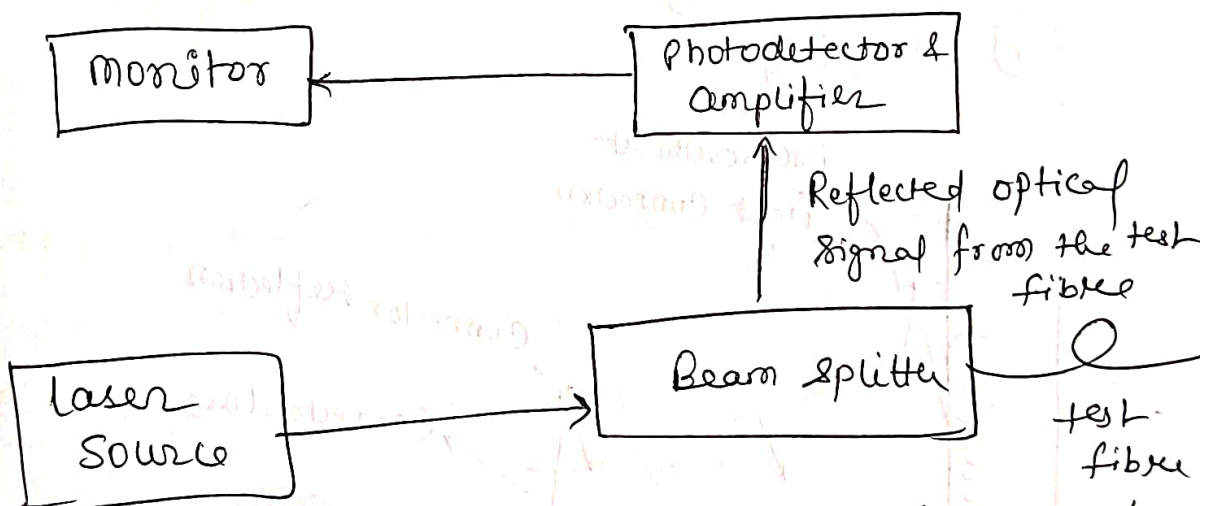 monitor
Photodetector &
amplifier
Reflected optical
signal from the test
fibre
Beam splitter
laser
source
test
fibre